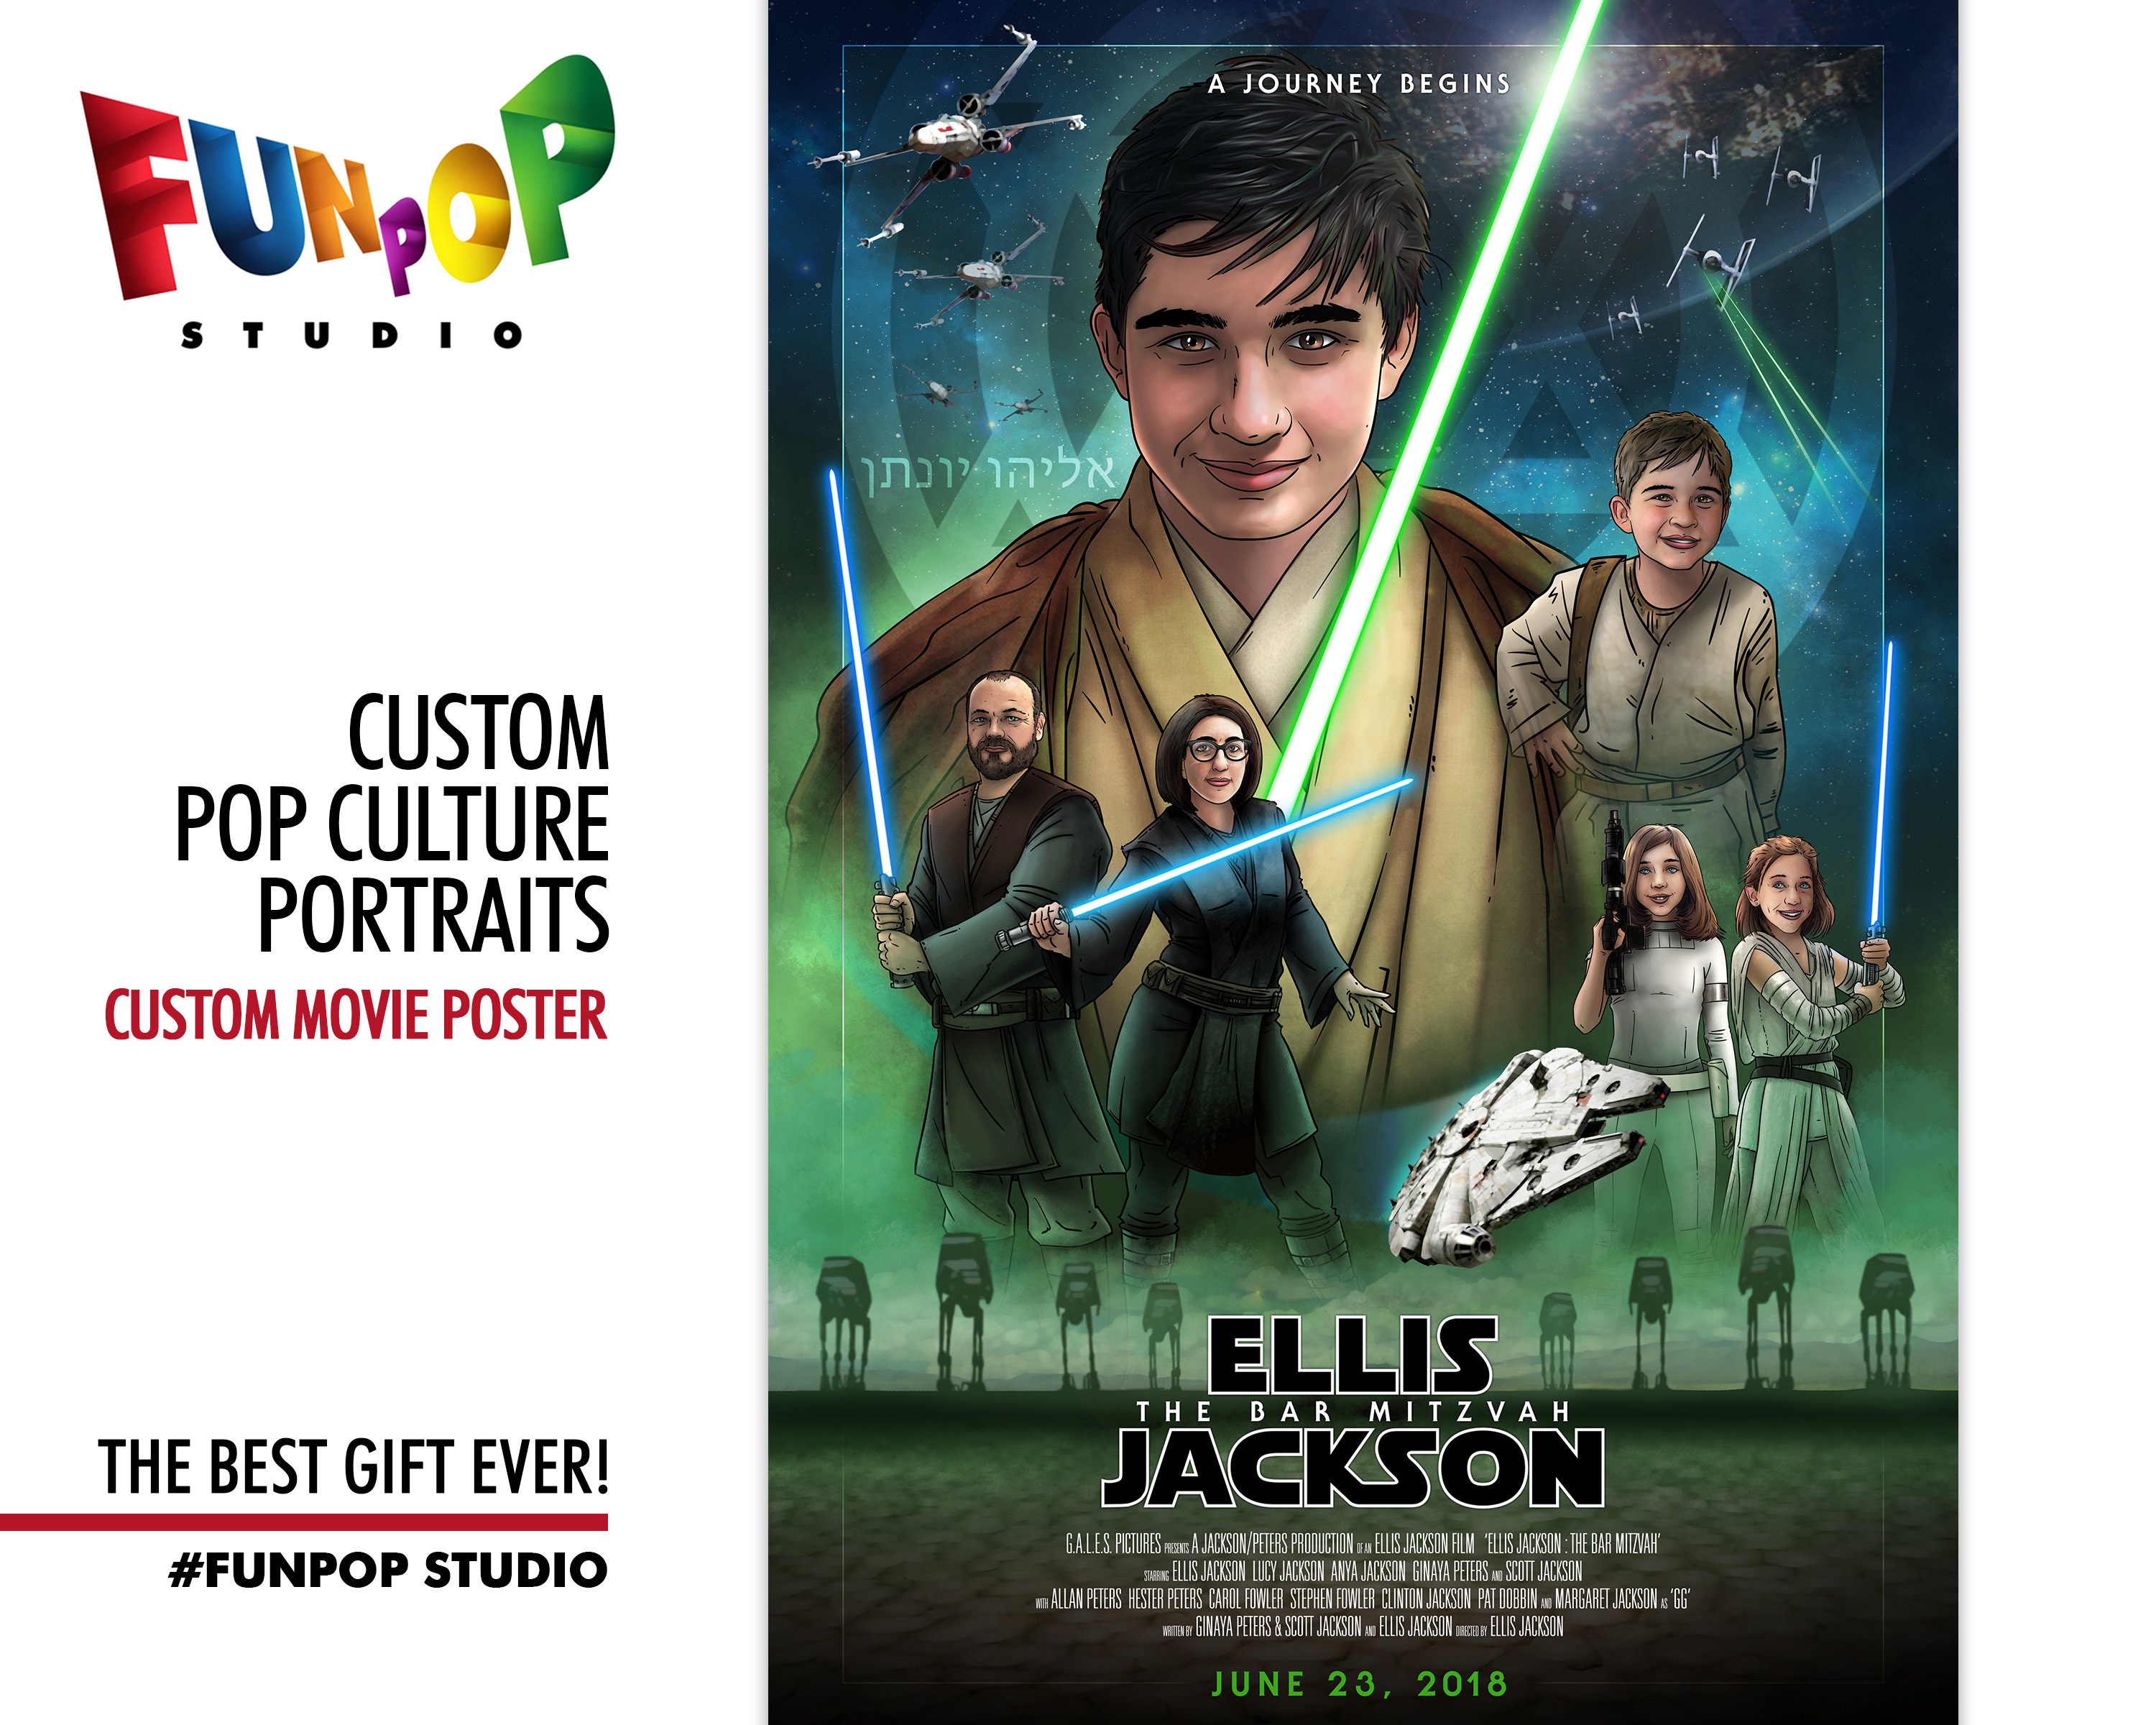 FUNPOP
STUDIO
CUSTOM
POP CULTURE
PORTRAITS
CUSTOM MOVIE POSTER
THE BEST GIFT EVER!
#FUNPOP STUDIO
A JOURNEY BEGINS
אליהו יונתן
ELLIS
THE BAR MITZVAH
JACKSON
G.A.L.E.S. PICTURES PRESENTS A JACKSON/PETERS PRODUCTION OF AN ELLIS JACKSON FILM 'ELLIS JACKSON : THE BAR MITZVAH'
STARRING ELLIS JACKSON LUCY JACKSON ANYA JACKSON GINAYA PETERS AND SCOTT JACKSON
WITH ALLAN PETERS HESTER PETERS CAROL FOWLER STEPHEN FOWLER CLINTON JACKSON PAT DOBBIN AND MARGARET JACKSON AS 'GG'
WRITTEN BY GINAYA PETERS & SCOTT JACKSON AND ELLIS JACKSON DIRECTED BY ELLIS JACKSON
JUNE 23, 2018